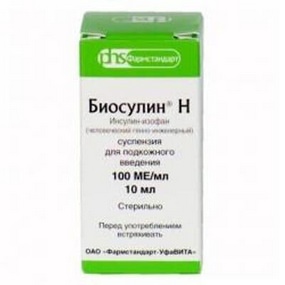 phs Фармстандарт
Биосулин® Н
Инсулин-изофан
(человеческий генно-инженерный)
суспензия
для подкожного
введения
100 МЕ/мл
10 мл
Стерильно
Перед употреблением
встряхивать
ОАО «Фармстандарт-УфаВИТА»